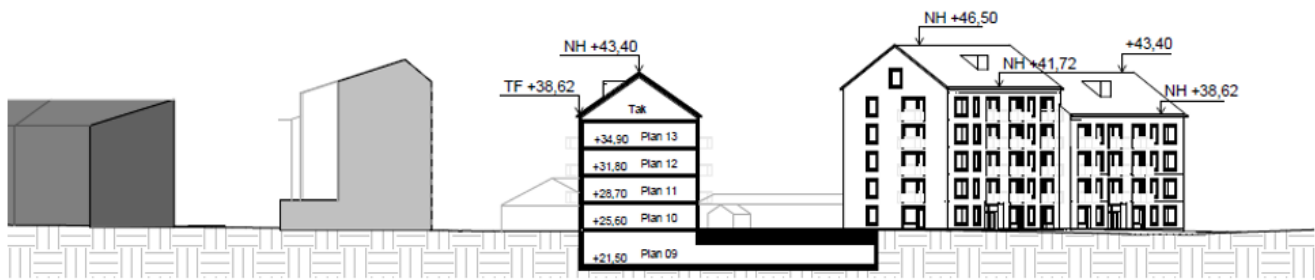 NH +46,50
NH +43,40
+43,40
NH +41,72
TF +38,62
NH +38,62
Tak
+34,90 Plan 13
+31,80 Plan 12
+28,70 Plan 11
+25,60 Plan 10
+21,50 Plan 09